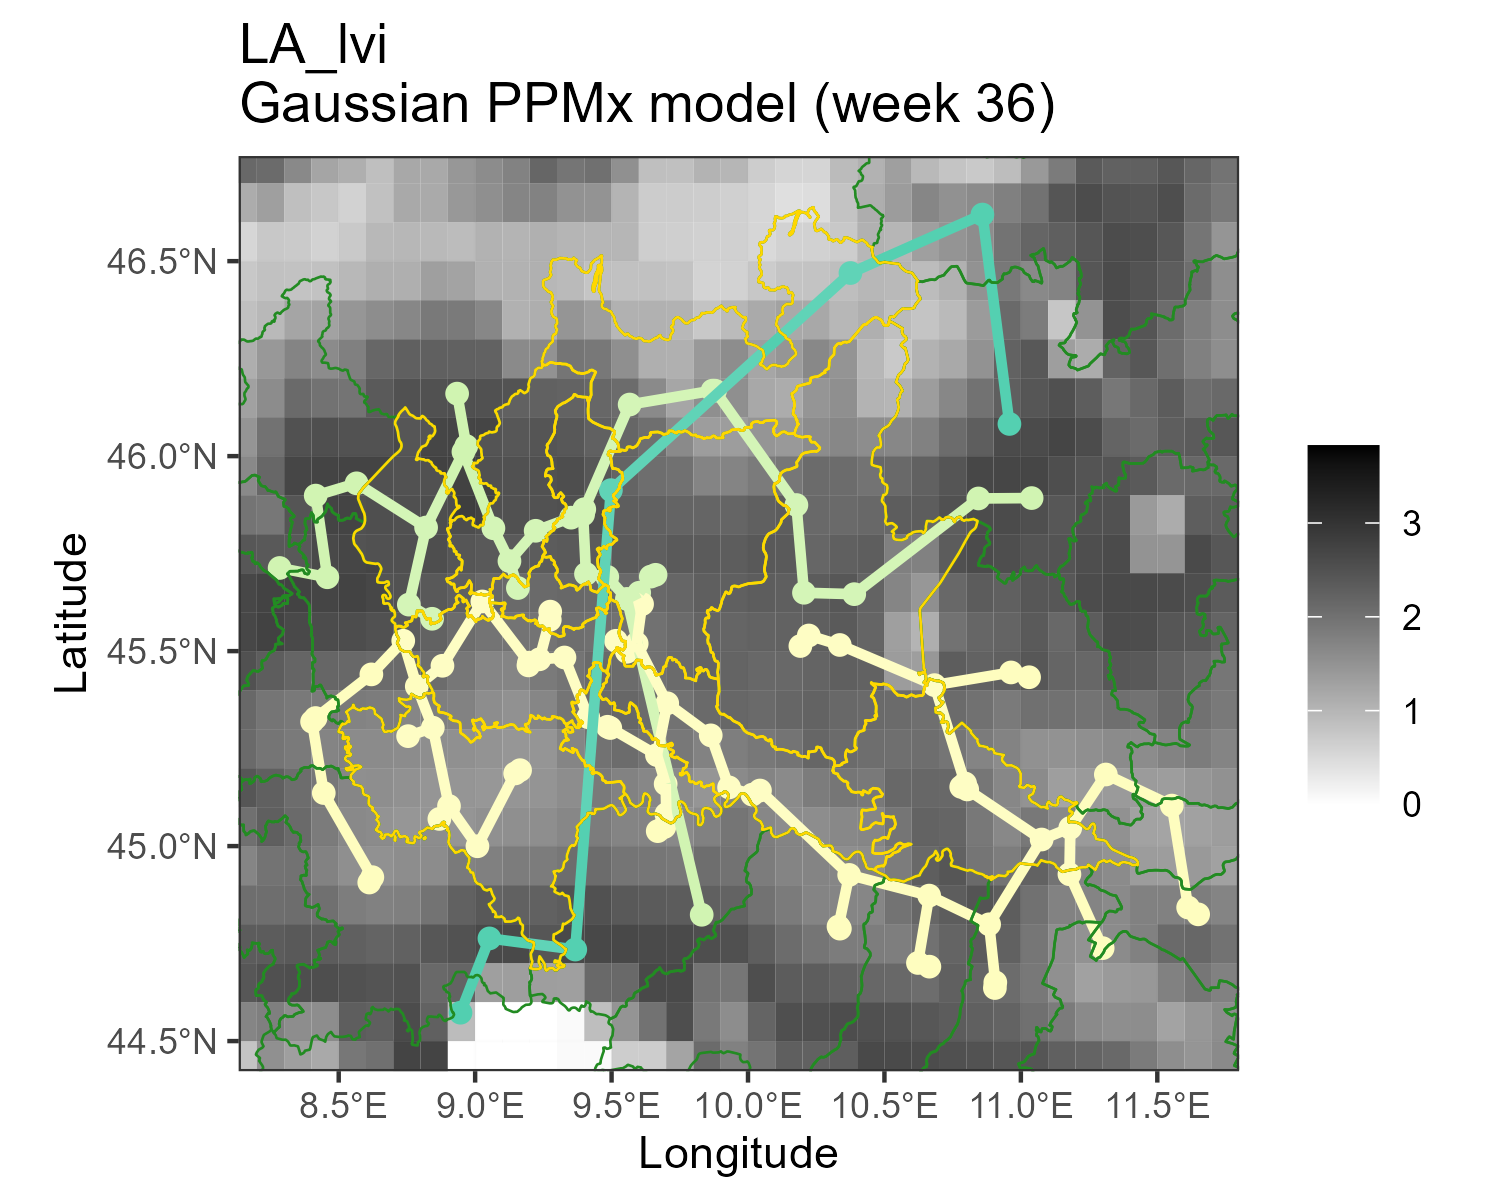 LA_lvi
Gaussian PPMx model (week 36)
46.5°N
46.0°N
45.5°N
45.0°N
44.5°N
Latitude
8.5°E 9.0°E 9.5°E 10.0°E 10.5°E 11.0°E 11.5°E
Longitude
3
2
1
0